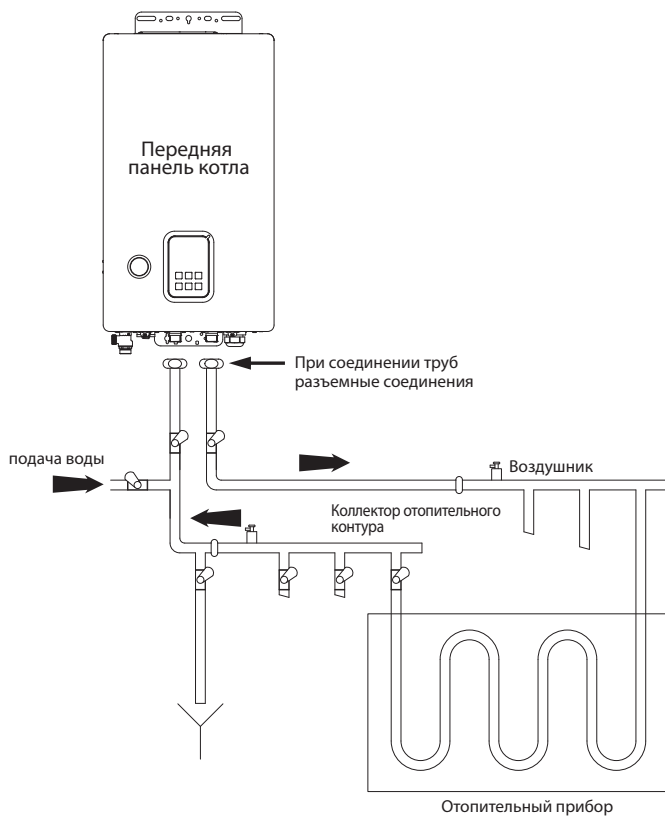 Передняя
панель котла
При соединении труб
разъемные соединения
подача воды
Воздушник
Коллектор отопительного
контура
Отопительный прибор